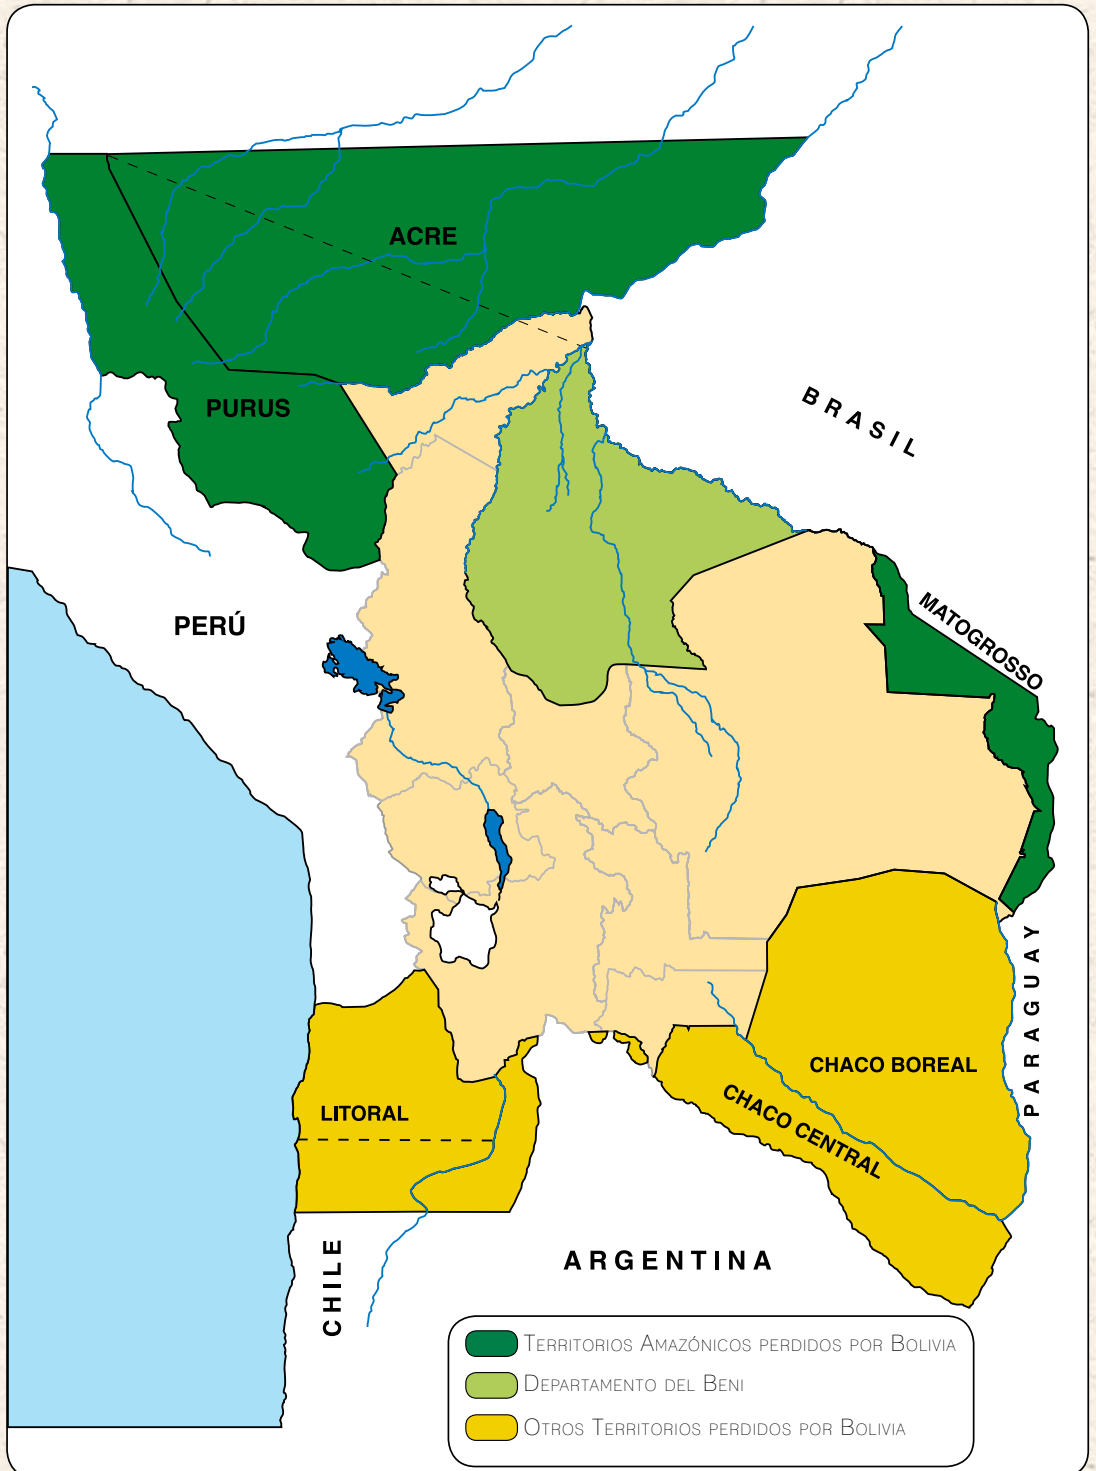 ACRE
PURUS
BRASIL
PERÚ
MATOGROSSO
PARAGUAY
CHACO BOREAL
CHACO CENTRAL
LITORAL
CHILE
ARGENTINA
TERRITORIOS AMAZÓNICOS PERDIDOS POR BOLIVIA
DEPARTAMENTO DEL BENI
OTROS TERRITORIOS PERDIDOS POR BOLIVIA